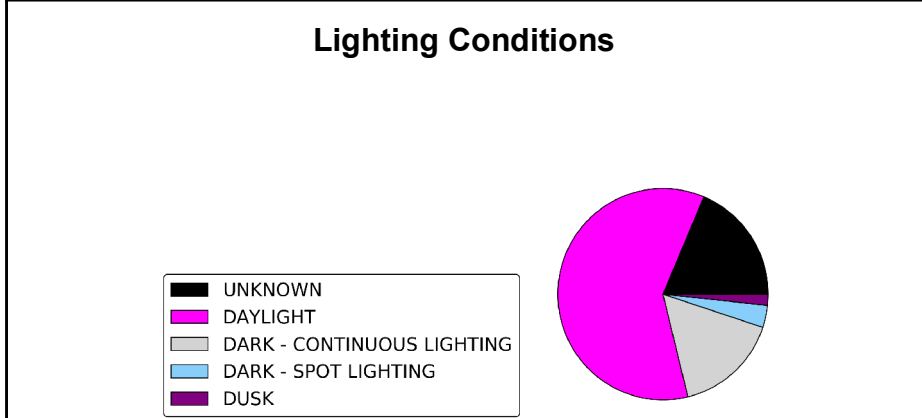 Lighting Conditions
UNKNOWN
DAYLIGHT
DARK - CONTINUOUS LIGHTING
DARK - SPOT LIGHTING
DUSK